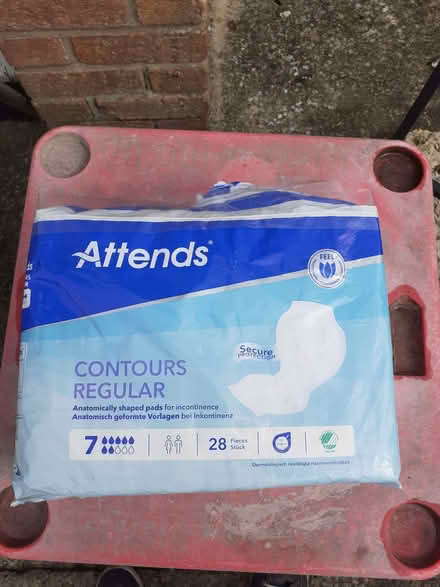 Attends®
FEEL
Secure
PROTECTION
CONTOURS
REGULAR
Anatomically shaped pads for incontinence
Anatomisch geformte Vorlagen bei Inkontinenz
7
28 Pieces
Stück